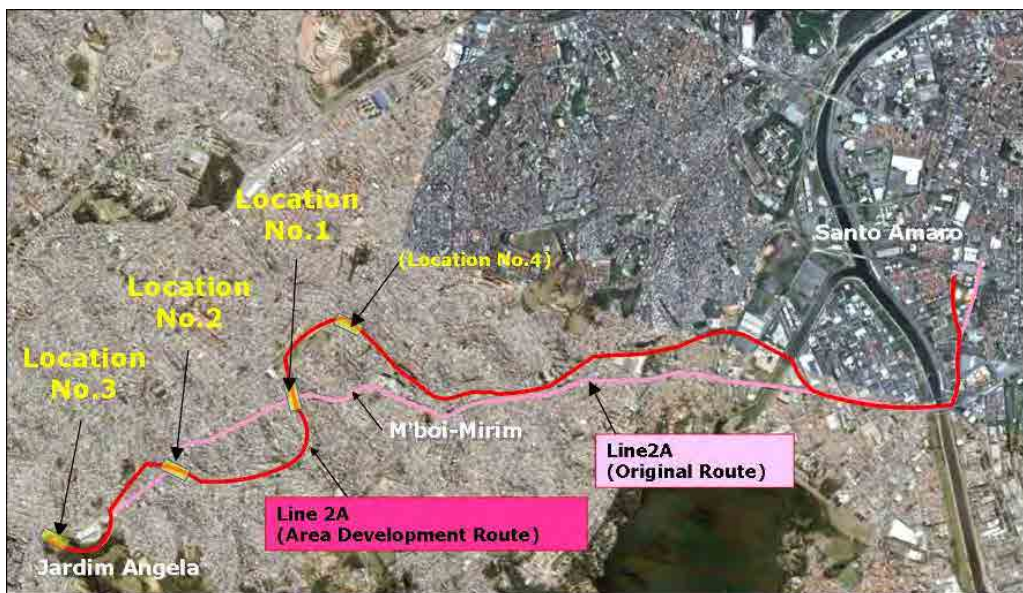 Location
No.1
Santo Amaro
(Location No.4)
Location
No.2
Location
No.3
M'boi-Mirim
Line2A
(Original Route)
Line 2A
(Area Development Route)
Jardim Angela